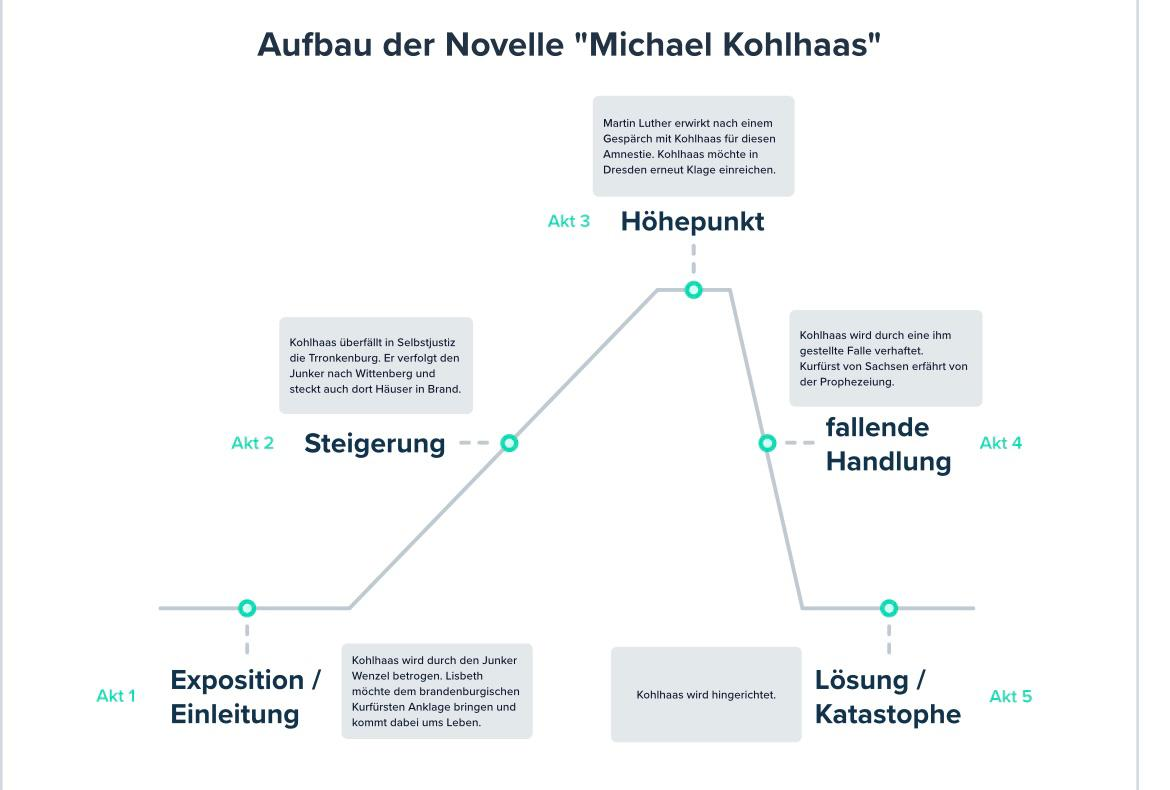 Aufbau der Novelle "Michael Kohlhaas"
Martin Luther erwirkt nach einem
Gespärch mit Kohlhaas für diesen
Amnestie. Kohlhaas möchte in
Dresden erneut Klage einreichen.
Akt 3
Höhepunkt
Kohlhaas überfällt in Selbstjustiz
die Trronkenburg. Er verfolgt den
Junker nach Wittenberg und
steckt auch dort Häuser in Brand.
Akt 2
Steigerung
Kohlhaas wird durch eine ihm
gestellte Falle verhaftet.
Kurfürst von Sachsen erfährt von
der Prophezeiung.
fallende
Handlung
Akt 4
Akt 1
Exposition /
Einleitung
Kohlhaas wird durch den Junker
Wenzel betrogen. Lisbeth
möchte dem brandenburgischen
Kurfürsten Anklage bringen und
kommt dabei ums Leben.
Kohlhaas wird hingerichtet.
Lösung /
Katastophe
Akt 5